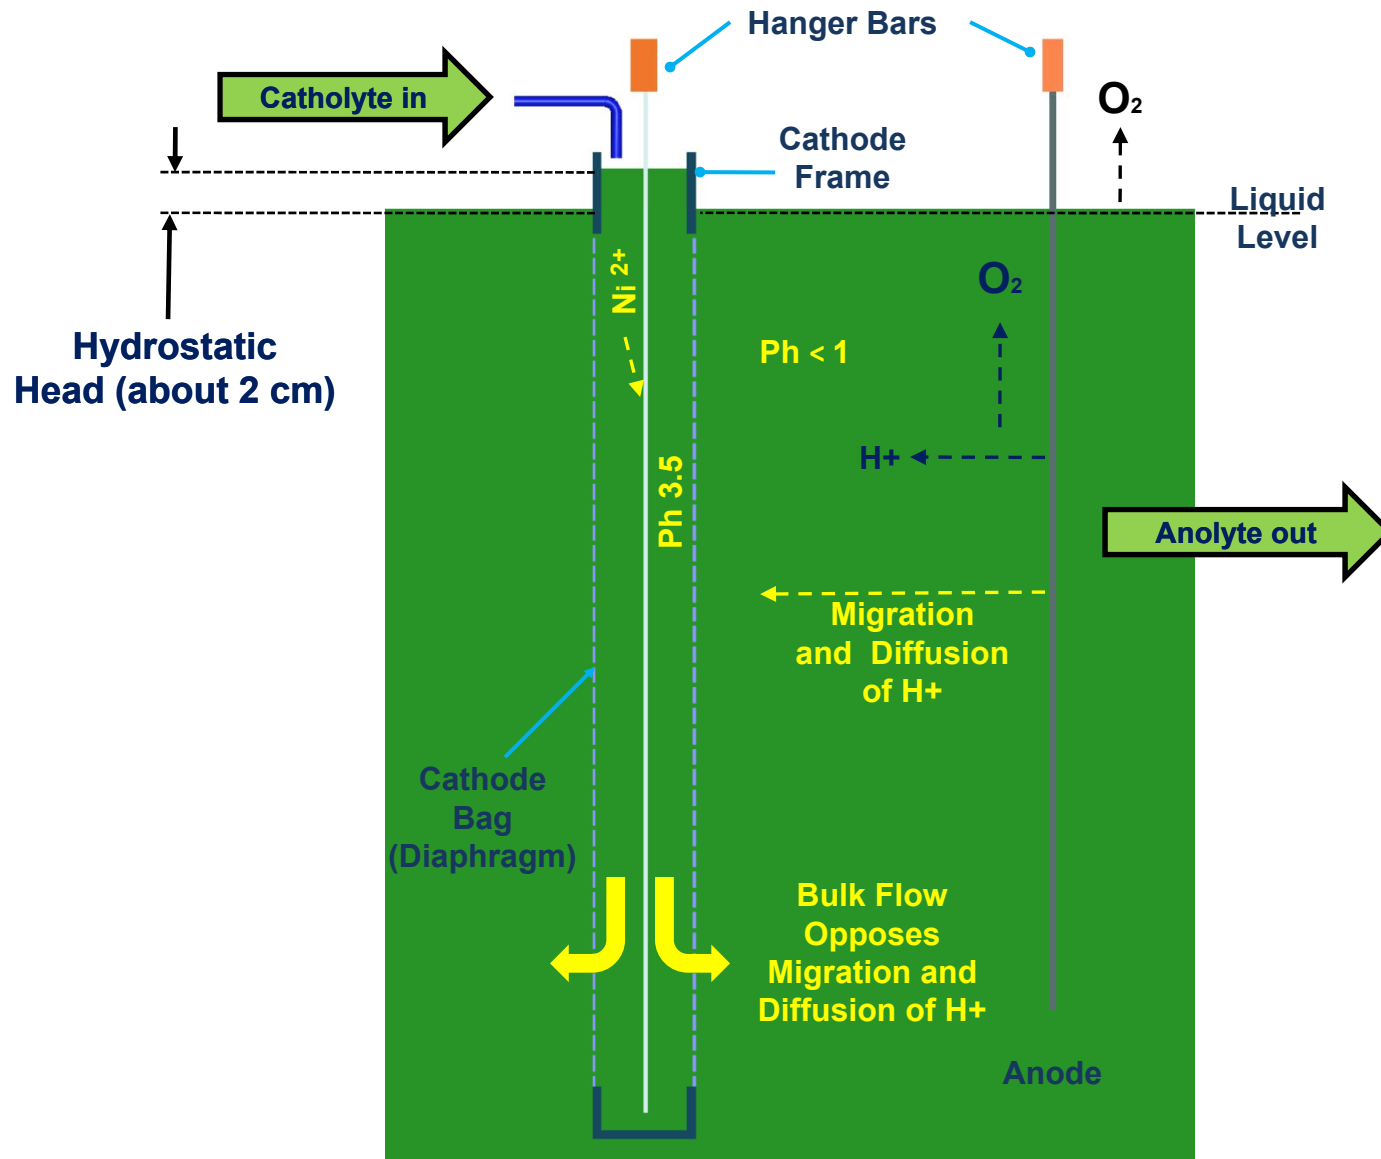 Hanger Bars
Catholyte in
O₂
Cathode
Frame
Liquid
Level
Ni 2+
O₂
Hydrostatic
Head (about 2 cm)
Ph < 1
H+
Ph 3.5
Anolyte out
Migration
and Diffusion
of H+
Cathode
Bag
(Diaphragm)
Bulk Flow
Opposes
Migration and
Diffusion of H+
Anode